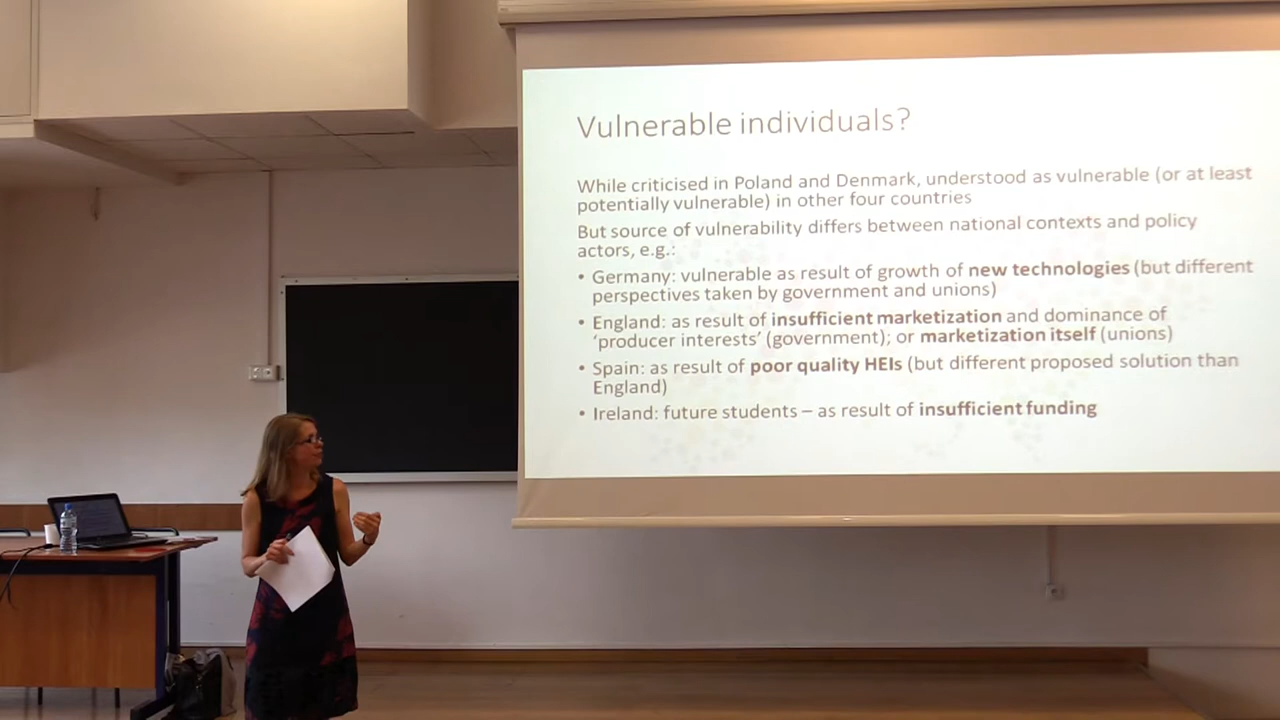 Vulnerable individuals?
While criticised in Poland and Denmark, understood as vulnerable (or at least
potentially vulnerable) in other four countries
But source of vulnerability differs between national contexts and policy
actors, e.g.:
• Germany: vulnerable as result of growth of new technologies (but different
perspectives taken by government and unions)
• England: as result of insufficient marketization and dominance of
‘producer interests’ (government); or marketization itself (unions)
• Spain: as result of poor quality HEIs (but different proposed solution than
England)
• Ireland: future students – as result of insufficient funding